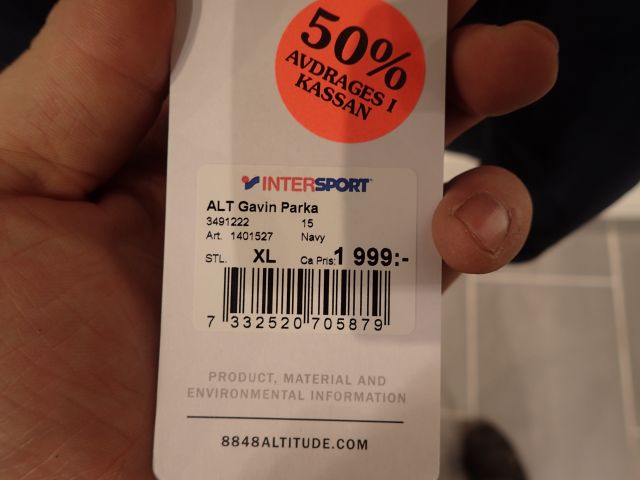 50%
AVDRAGES I
KASSAN
INTERSPORT
ALT Gavin Parka
3491222 15
Art. 1401527 Navy
STL. XL Ca Pris: 1 999:-
7 332520 705879
PRODUCT, MATERIAL AND
ENVIRONMENTAL INFORMATION
8848ALTITUDE.COM